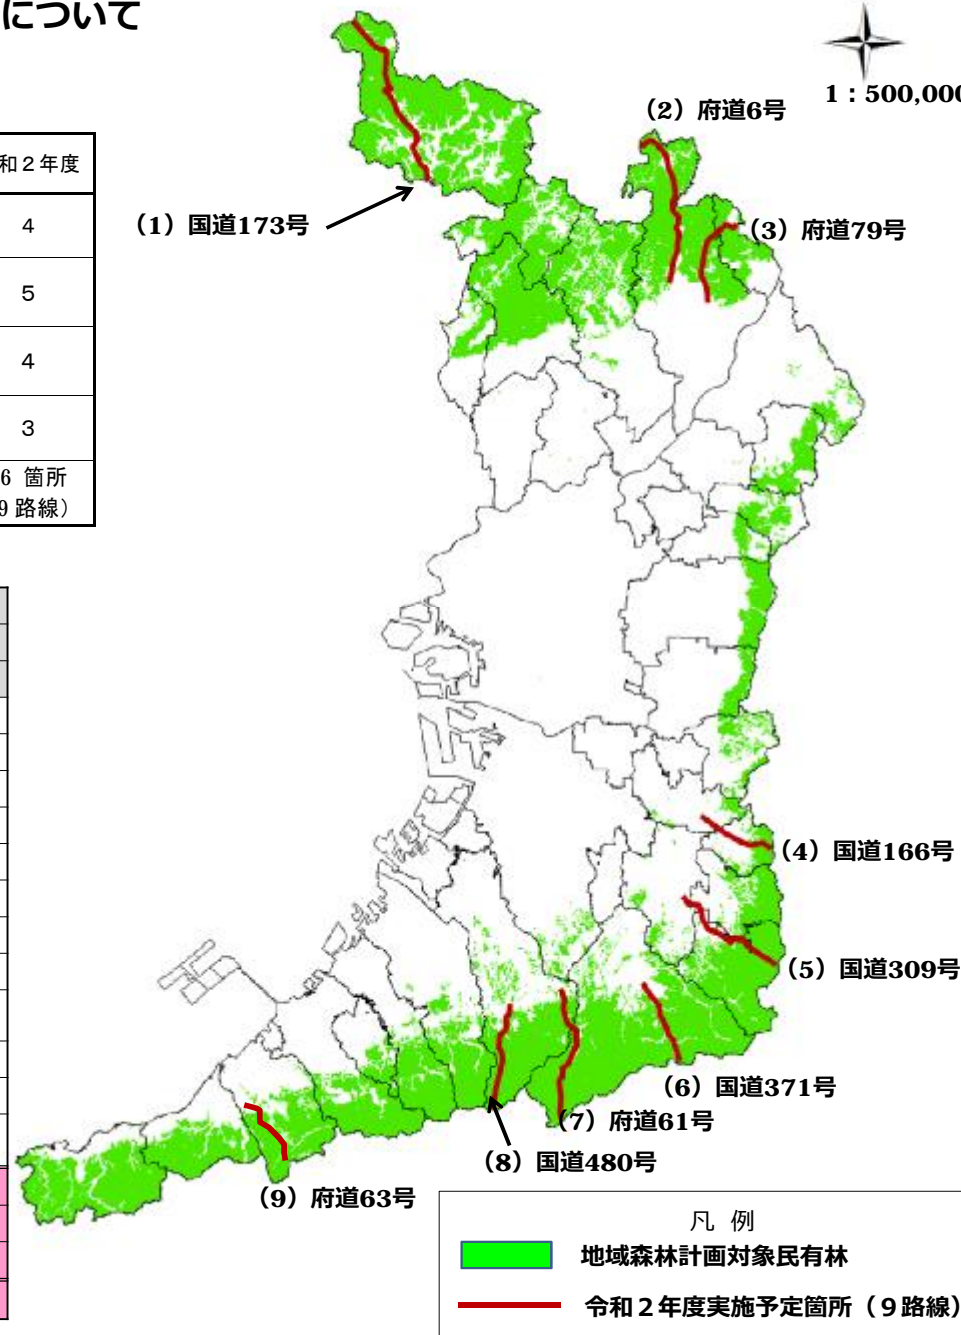 について
1：500,000
和２年度
4
5
4
3
6 箇所
9 路線）
（1）国道173号
（2）府道6号
（3）府道79号
（4）国道166号
（5）国道309号
（6）国道371号
（7）府道61号
（8）国道480号
（9）府道63号
凡 例
地域森林計画対象民有林
令和２年度実施予定箇所（９路線）